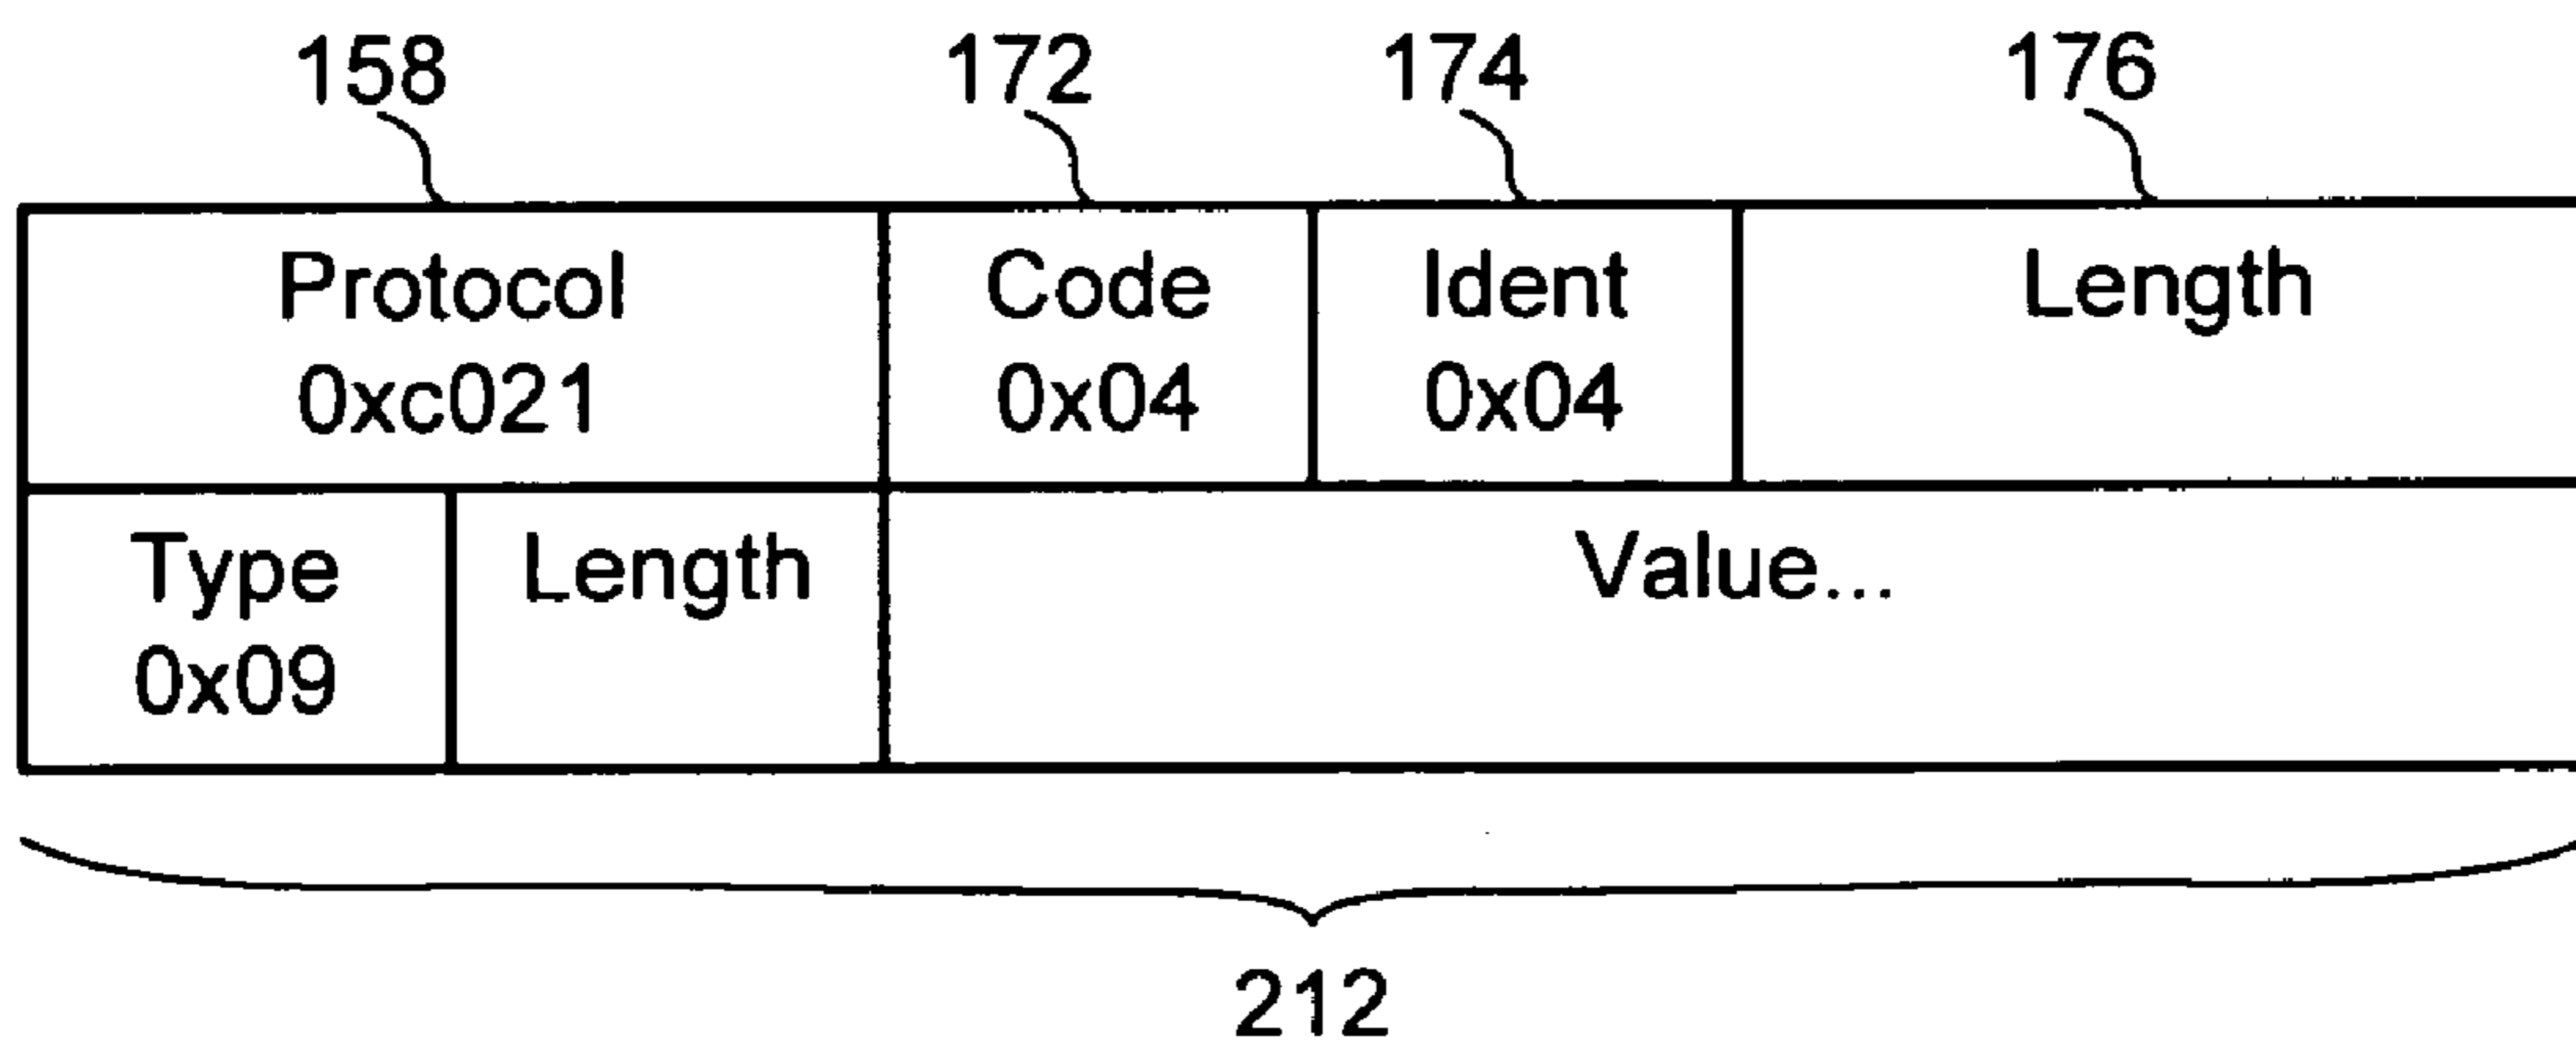 158 172 174 176
Protocol Code Ident Length
0xc021 0x04 0x04
Type Length Value...
0x09
212